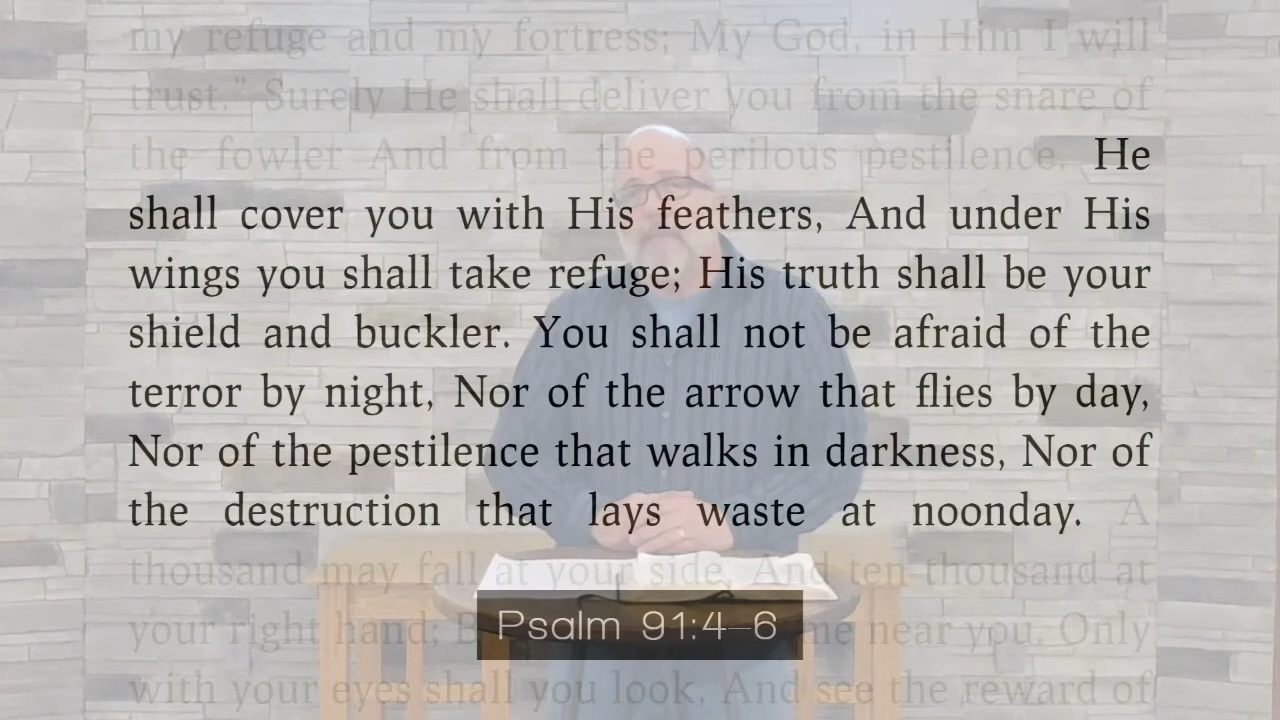 my refuge and my fortress; My God, in Him I will
trust." Surely He shall deliver you from the snare of
the fowler And from the perilous pestilence. He
shall cover you with His feathers, And under His
wings you shall take refuge; His truth shall be your
shield and buckler. You shall not be afraid of the
terror by night, Nor of the arrow that flies by day,
Nor of the pestilence that walks in darkness, Nor of
the destruction that lays waste at noonday. A
thousand may fall at your side, And ten thousand at
your right hand; me near you. Only
Psalm 91:4–6
with your eyes shall you look, And see the reward of